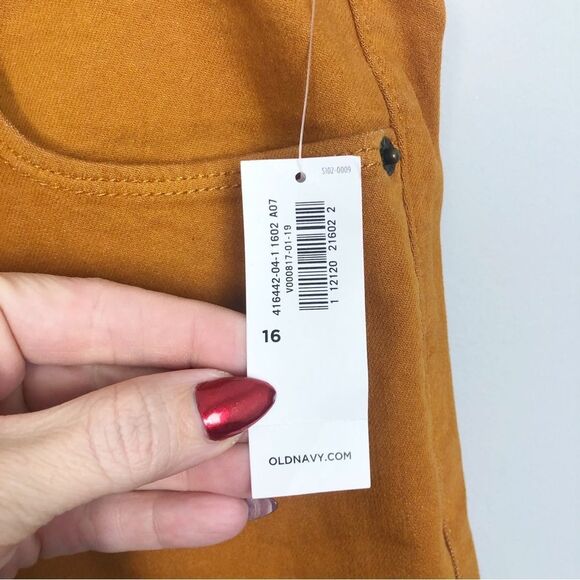 S102-0009
416442-04-1 1602 A07
V000817-01-19
1 12120 21602 2
16
OLDNAVY.COM